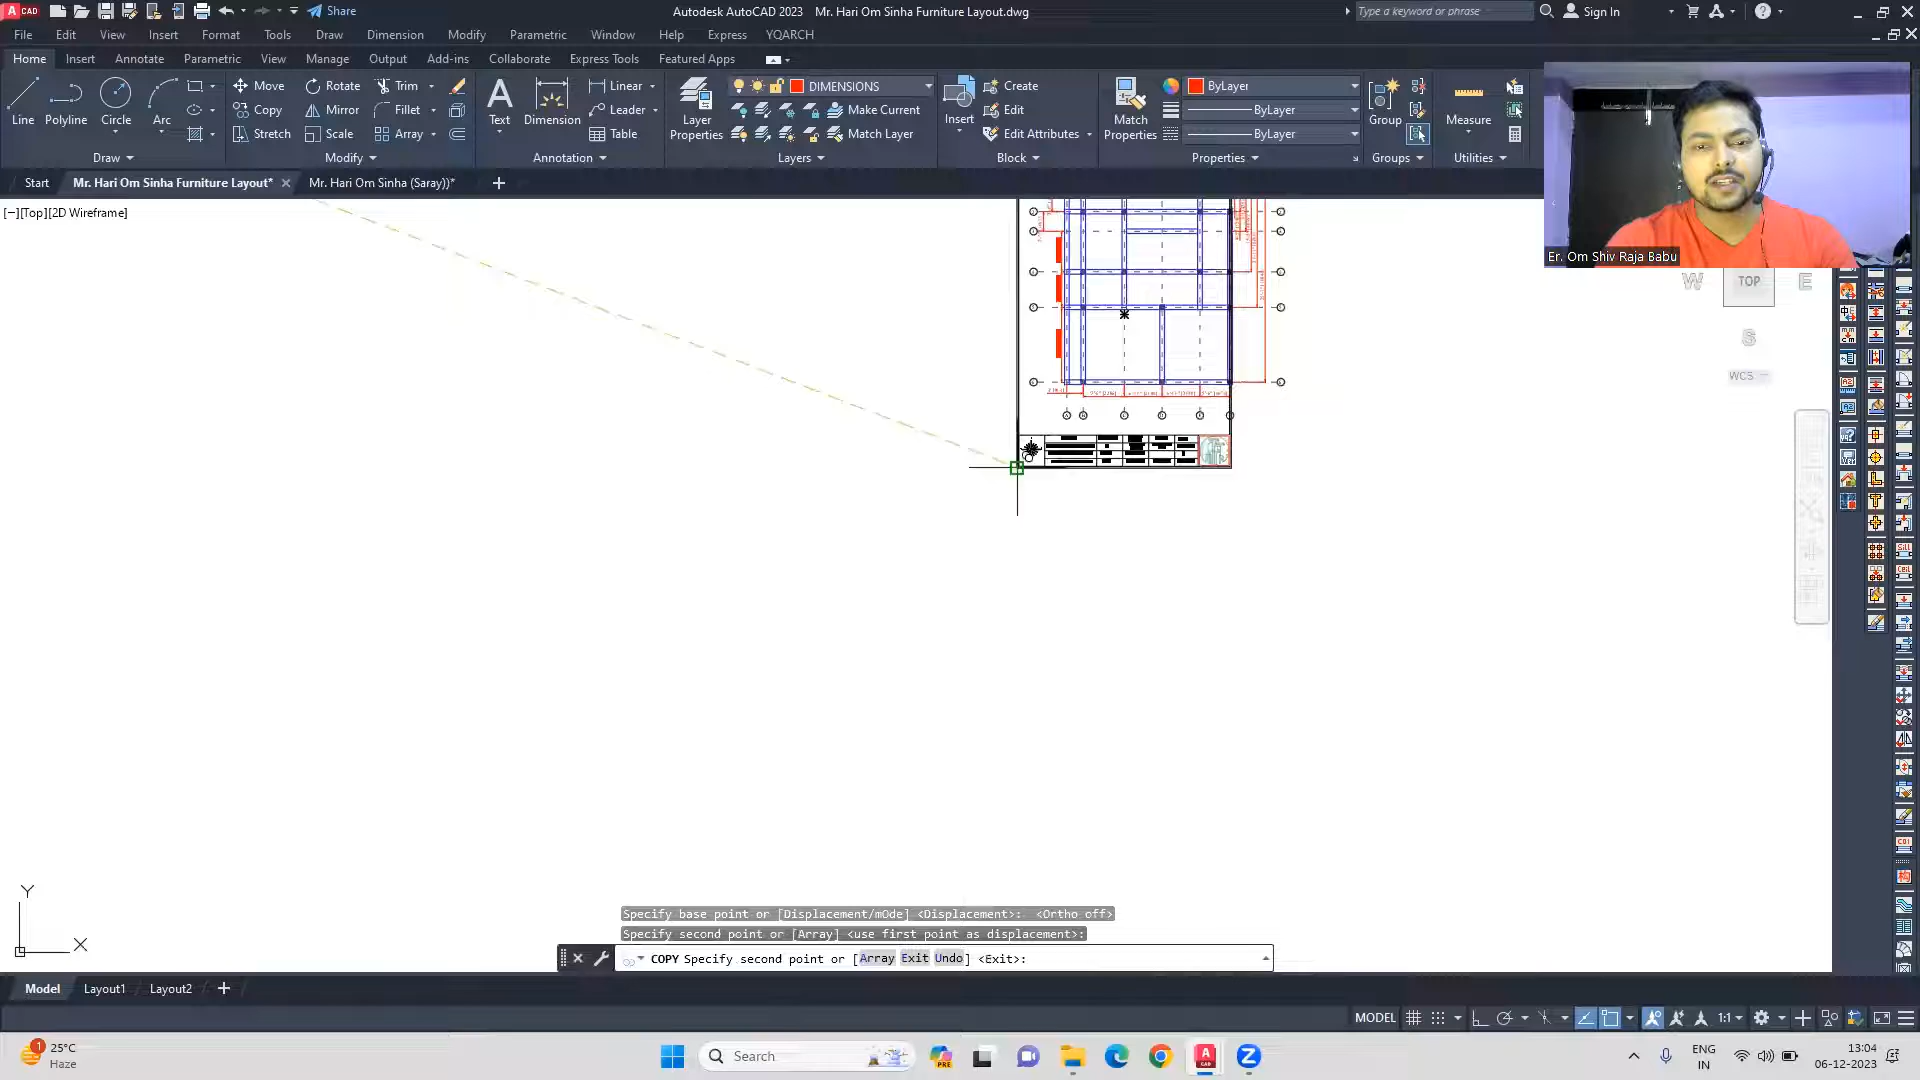 CAD
Share
Autodesk AutoCAD 2023 Mr. Hari Om Sinha Furniture Layout.dwg
Type a keyword or phrase
Sign In
File Edit View Insert Format Tools Draw Dimension Modify Parametric Window Help Express YQARCH
Home Insert Annotate Parametric View Manage Output Add-ins Collaborate Express Tools Featured Apps
Line Polyline Circle Arc
Draw
Move Rotate Trim
Copy Mirror Fillet
Stretch Scale Array
Modify
Text Dimension
Linear
Leader
Table
Annotation
Layer Properties
DIMENSIONS
Make Current
Match Layer
Layers
Insert
Create
Edit
Edit Attributes
Block
Match Properties
ByLayer
ByLayer
ByLayer
Properties
Group
Groups
Measure
Utilities
Er. Om Shiv Raja Babu
Start Mr. Hari Om Sinha Furniture Layout* Mr. Hari Om Sinha (Saray))*
[−][Top][2D Wireframe]
W TOP E
S
WCS
Y
X
Specify base point or [Displacement/mOde] <Displacement>: <Ortho off>
Specify second point or [Array] <use first point as displacement>:
COPY Specify second point or [Array Exit Undo] <Exit>:
Model Layout1 Layout2
MODEL 1:1
1 25°C
Haze
Search
PRE
ENG
IN
13:04
06-12-2023